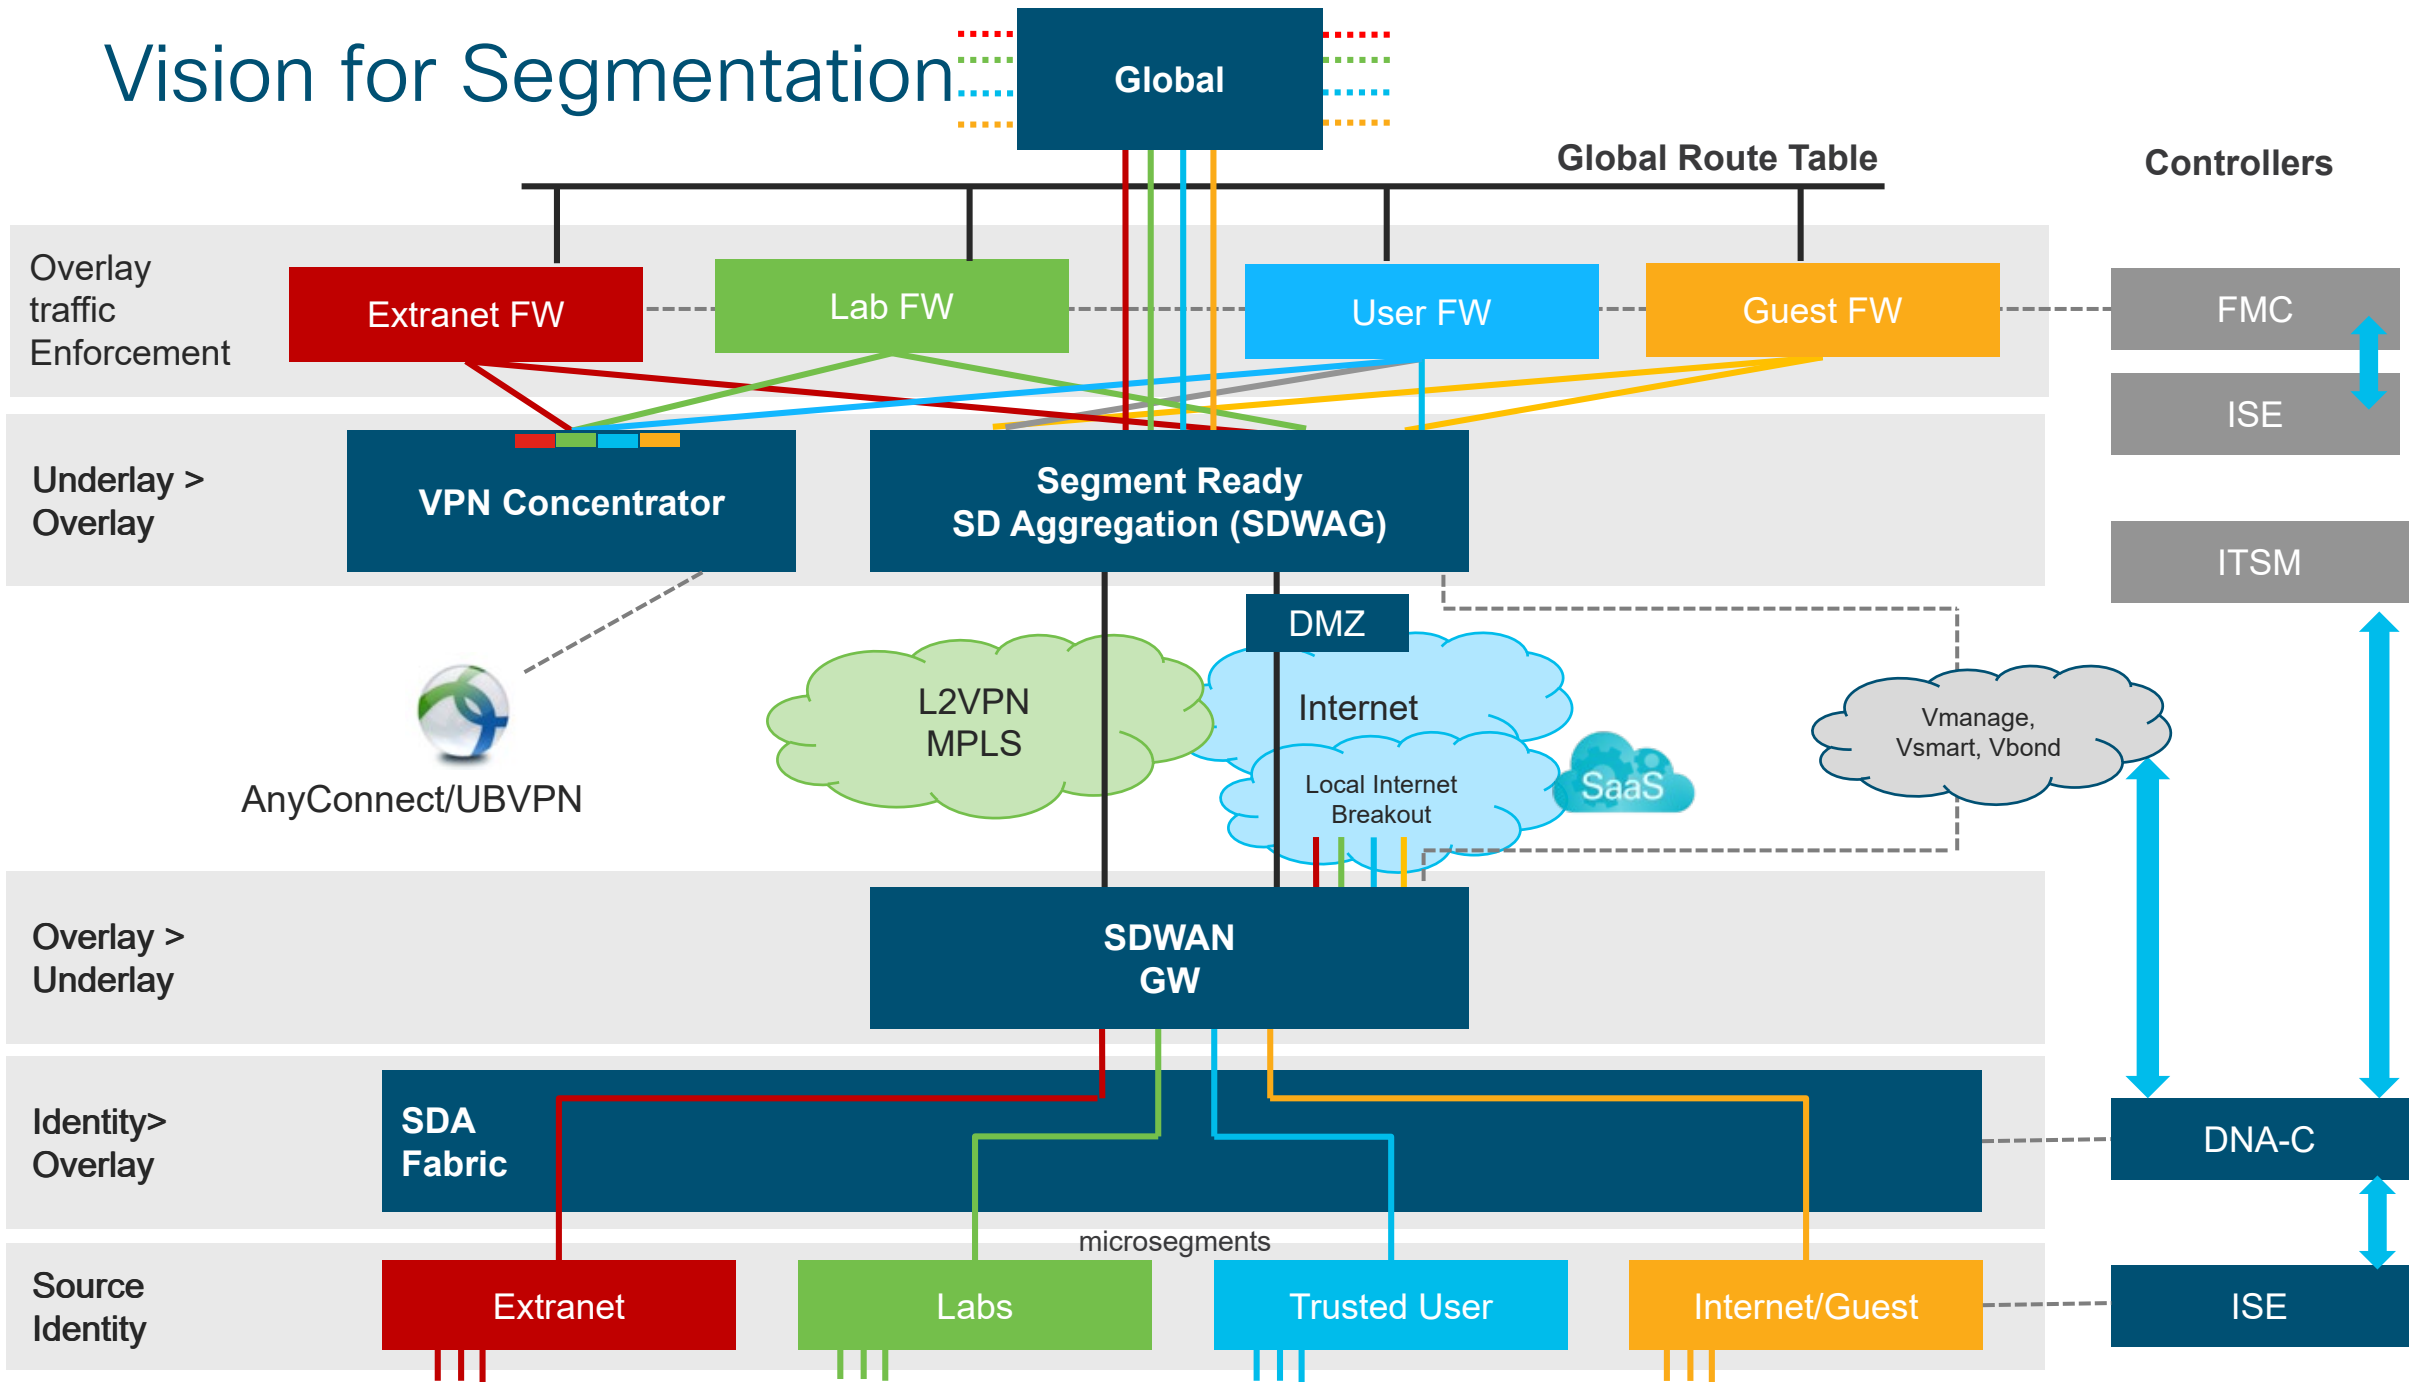 Vision for Segmentation
Global
Global Route Table
Controllers
Overlay
traffic
Enforcement
Extranet FW
Lab FW
User FW
Guest FW
FMC
ISE
Underlay >
Overlay
VPN Concentrator
Segment Ready
SD Aggregation (SDWAG)
ITSM
DMZ
L2VPN
MPLS
Internet
Local Internet
Breakout
SaaS
Vmanage,
Vsmart, Vbond
AnyConnect/UBVPN
Overlay >
Underlay
SDWAN
GW
Identity>
Overlay
SDA
Fabric
DNA-C
microsegments
Source
Identity
Extranet
Labs
Trusted User
Internet/Guest
ISE